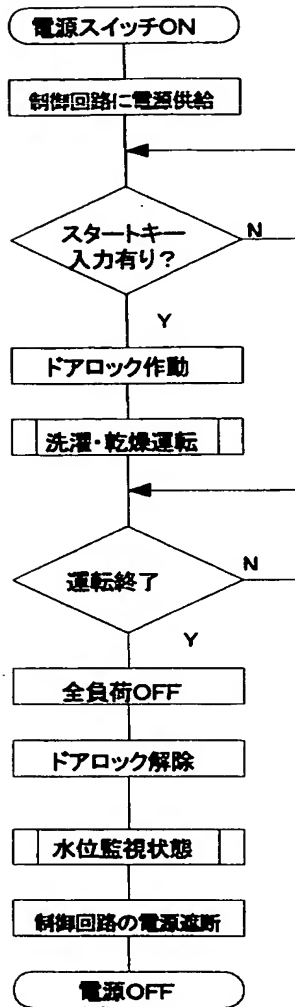 電源スイッチON
制御回路に電源供給
スタートキー
入力有り？
N
Y
ドアロック作動
洗濯・乾燥運転
運転終了
N
Y
全負荷OFF
ドアロック解除
水位監視状態
制御回路の電源遮断
電源OFF